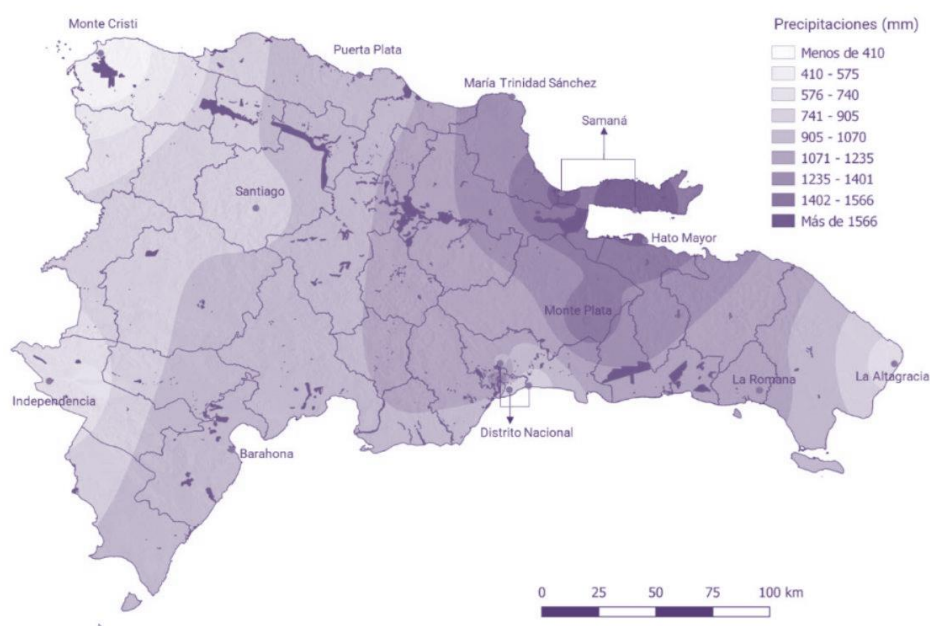 Monte Cristi
Puerta Plata
María Trinidad Sánchez
Samaná
Santiago
Hato Mayor
Monte Plata
La Romana
La Altagracia
Independencia
Distrito Nacional
Barahona
Precipitaciones (mm)
Menos de 410
410 - 575
576 - 740
741 - 905
905 - 1070
1071 - 1235
1235 - 1401
1402 - 1566
Más de 1566
0 25 50 75 100 km